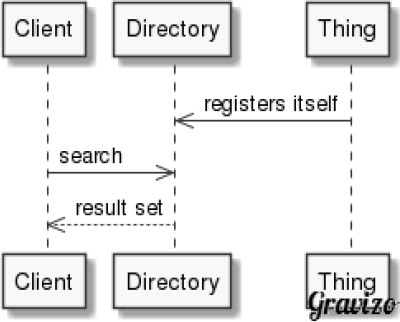 Client Directory Thing
registers itself
search
result set
Client Directory Thing
Gravizo